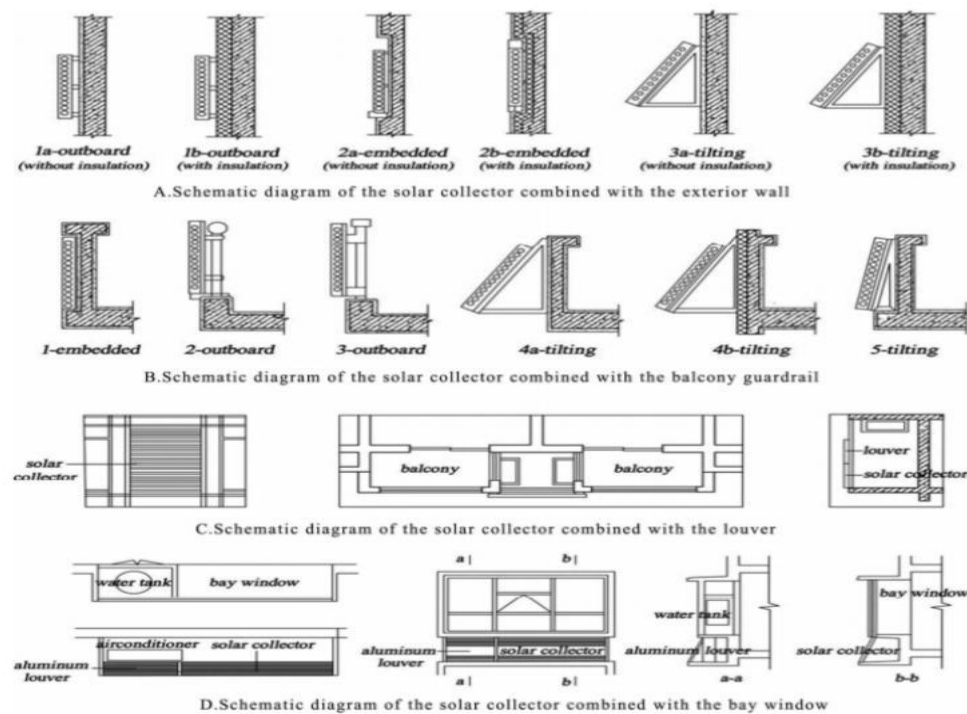 1a-outboard 1b-outboard 2a-embedded 2b-embedded 3a-tilting 3b-tilting
(without insulation) (with insulation) (without insulation) (with insulation) (without insulation) (with insulation)
A.Schematic diagram of the solar collector combined with the exterior wall
1-embedded 2-outboard 3-outboard 4a-tilting 4b-tilting 5-tilting
B.Schematic diagram of the solar collector combined with the balcony guardrail
solar
collector
balcony balcony
louver
solar collector
C.Schematic diagram of the solar collector combined with the louver
water tank bay window
airconditioner solar collector
aluminum
louver
a b
aluminum
louver
solar collector
a b
water tank
aluminum louver
a-a
bay window
solar collector
b-b
D.Schematic diagram of the solar collector combined with the bay window